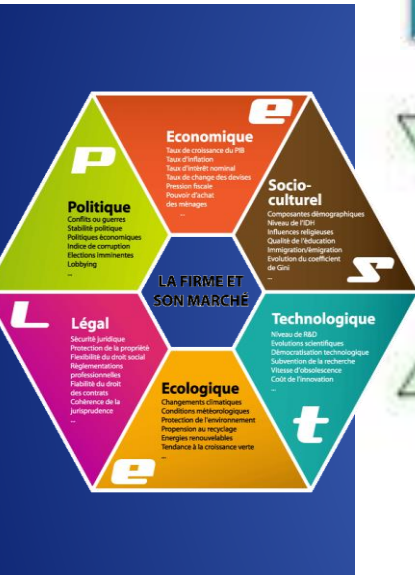 P
Politique
Conflits ou guerres
Stabilité politique
Politiques économiques
Indice de corruption
Elections imminentes
Lobbying
...
e
Economique
Taux de croissance du PIB
Taux d'inflation
Taux d'intérêt nominal
Taux de change des devises
Pression fiscale
Pouvoir d'achat
des ménages
...
s
Socio-
culturel
Composantes démographiques
Niveau de l'IDH
Influences religieuses
Qualité de l'éducation
Immigration/émigration
Evolution du coefficient
de Gini
...
t
Technologique
Niveau de R&D
Evolutions scientifiques
Démocratisation technologique
Subvention de la recherche
Vitesse d'obsolescence
Coût de l'innovation
...
e
Ecologique
Changements climatiques
Conditions météorologiques
Protection de l'environnement
Propension au recyclage
Energies renouvelables
Tendance à la croissance verte
...
L
Légal
Sécurité juridique
Protection de la propriété
Flexibilité du droit social
Règlementations
professionnelles
Fiabilité du droit
des contrats
Cohérence de la
jurisprudence
...
LA FIRME ET
SON MARCHÉ